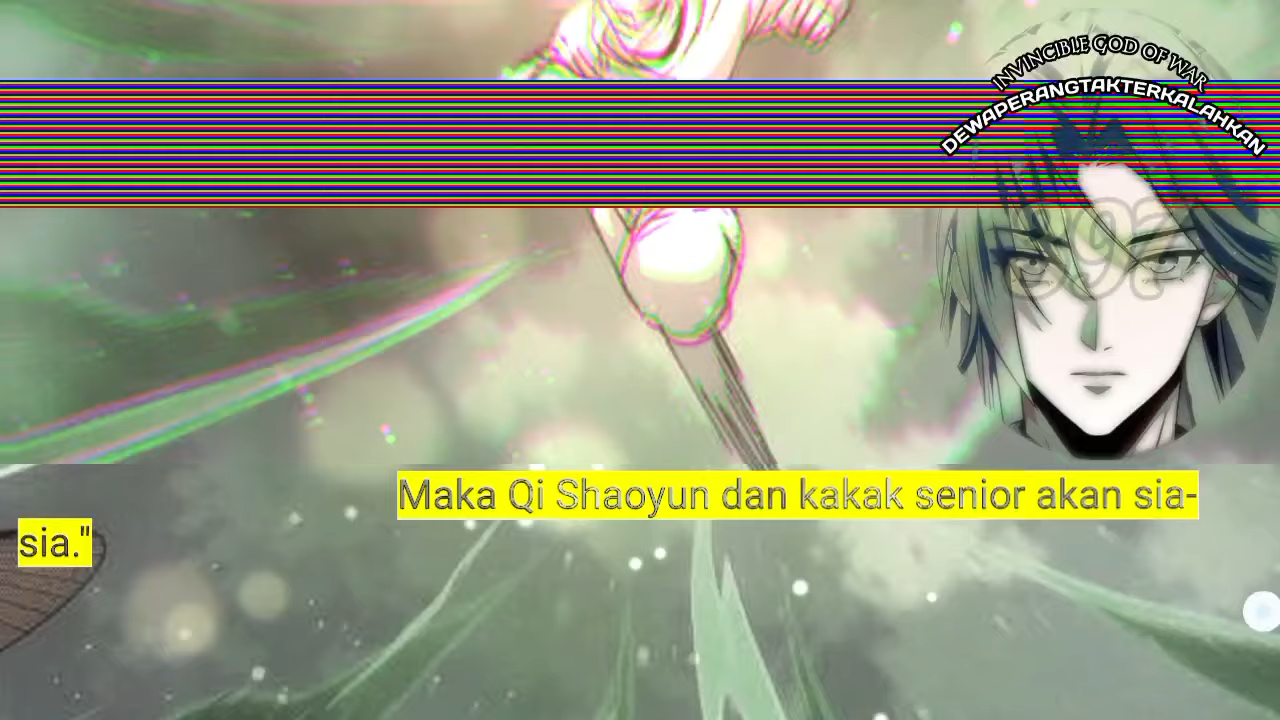 INVINCIBLE GOD OF WAR
DEWAPERANGTAKTERKALAHKAN
Maka Qi Shaoyun dan kakak senior akan sia-
sia."